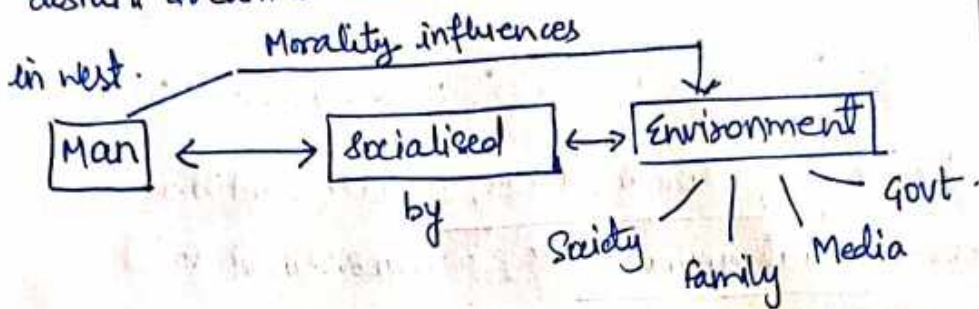 in west.
Morality influences
Man
Socialised
by
Environment
Society
family
Media
Govt.